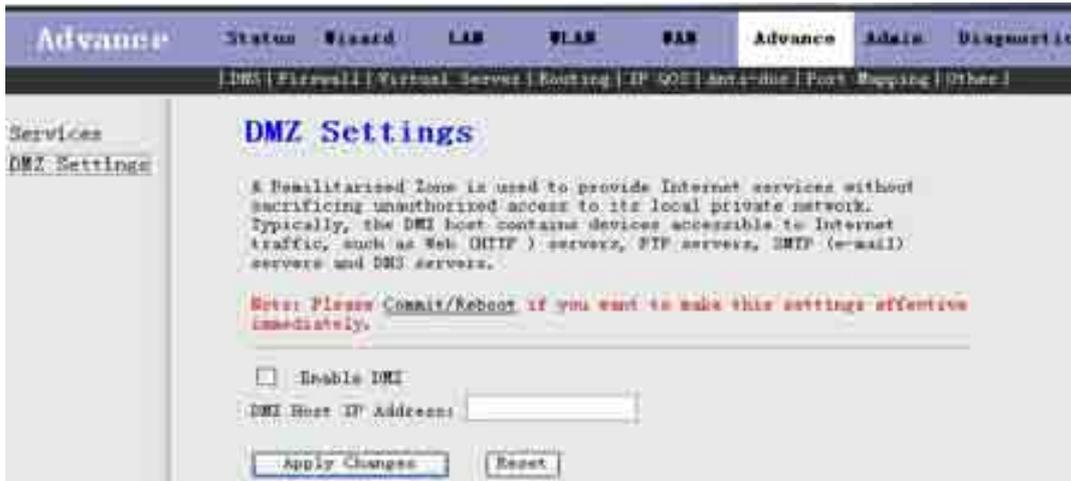 Advance
Status Wizard LAN WLAN WAN Advance Admin Diagnostic
| DNS | Firewall | Virtual Server | Routing | IP QOS | Anti-dos | Port Mapping | Other |
Services
DMZ Settings
DMZ Settings
A Demilitarized Zone is used to provide Internet services without
sacrificing unauthorized access to its local private network.
Typically, the DMZ host contains devices accessible to Internet
traffic, such as Web (HTTP ) servers, FTP servers, SMTP (e-mail)
servers and DNS servers.
Note: Please Commit/Reboot if you want to make this settings effective
immediately.
Enable DMZ
DMZ Host IP Address:
Apply Changes Reset